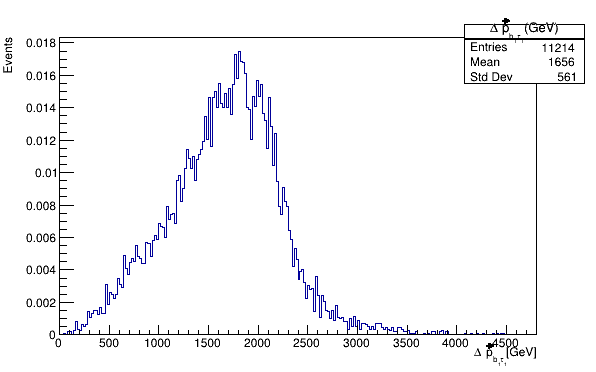 Δ p⃗ b₁τ₁ (GeV)
Entries 11214
Mean 1656
Std Dev 561
Events
0.018
0.016
0.014
0.012
0.01
0.008
0.006
0.004
0.002
0
0 500 1000 1500 2000 2500 3000 3500 4000 4500
Δ p⃗ b₁τ₁ [GeV]